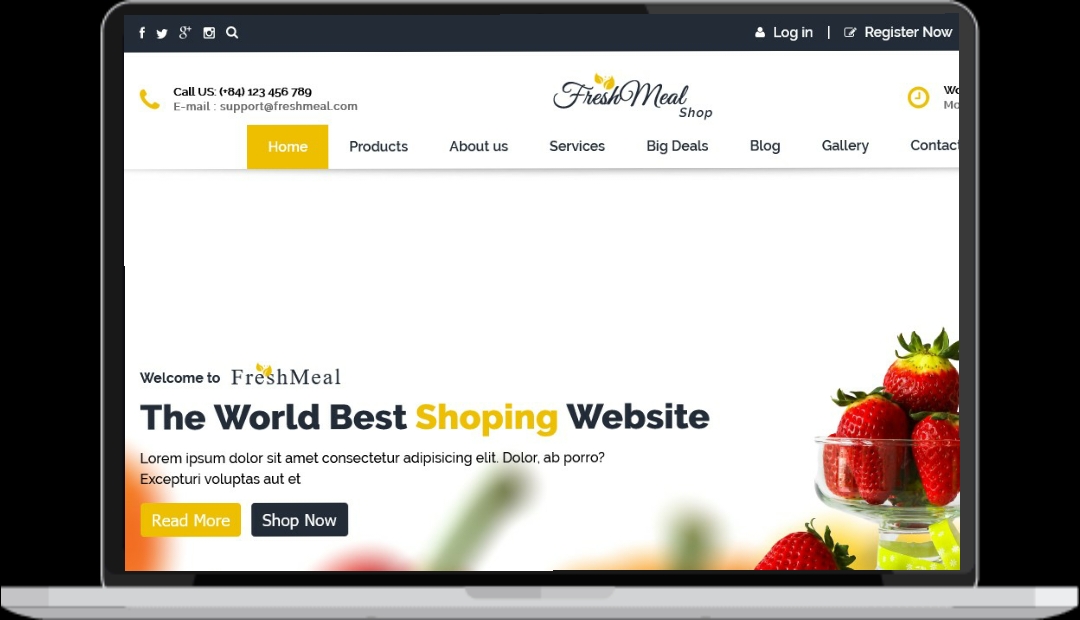 Log in | Register Now
Call US: (+84) 123 456 789
E-mail : support@freshmeal.com
FreshMeal
Shop
Home Products About us Services Big Deals Blog Gallery Contact
Welcome to FreshMeal
The World Best Shoping Website
Lorem ipsum dolor sit amet consectetur adipisicing elit. Dolor, ab porro?
Excepturi voluptas aut et
Read More Shop Now